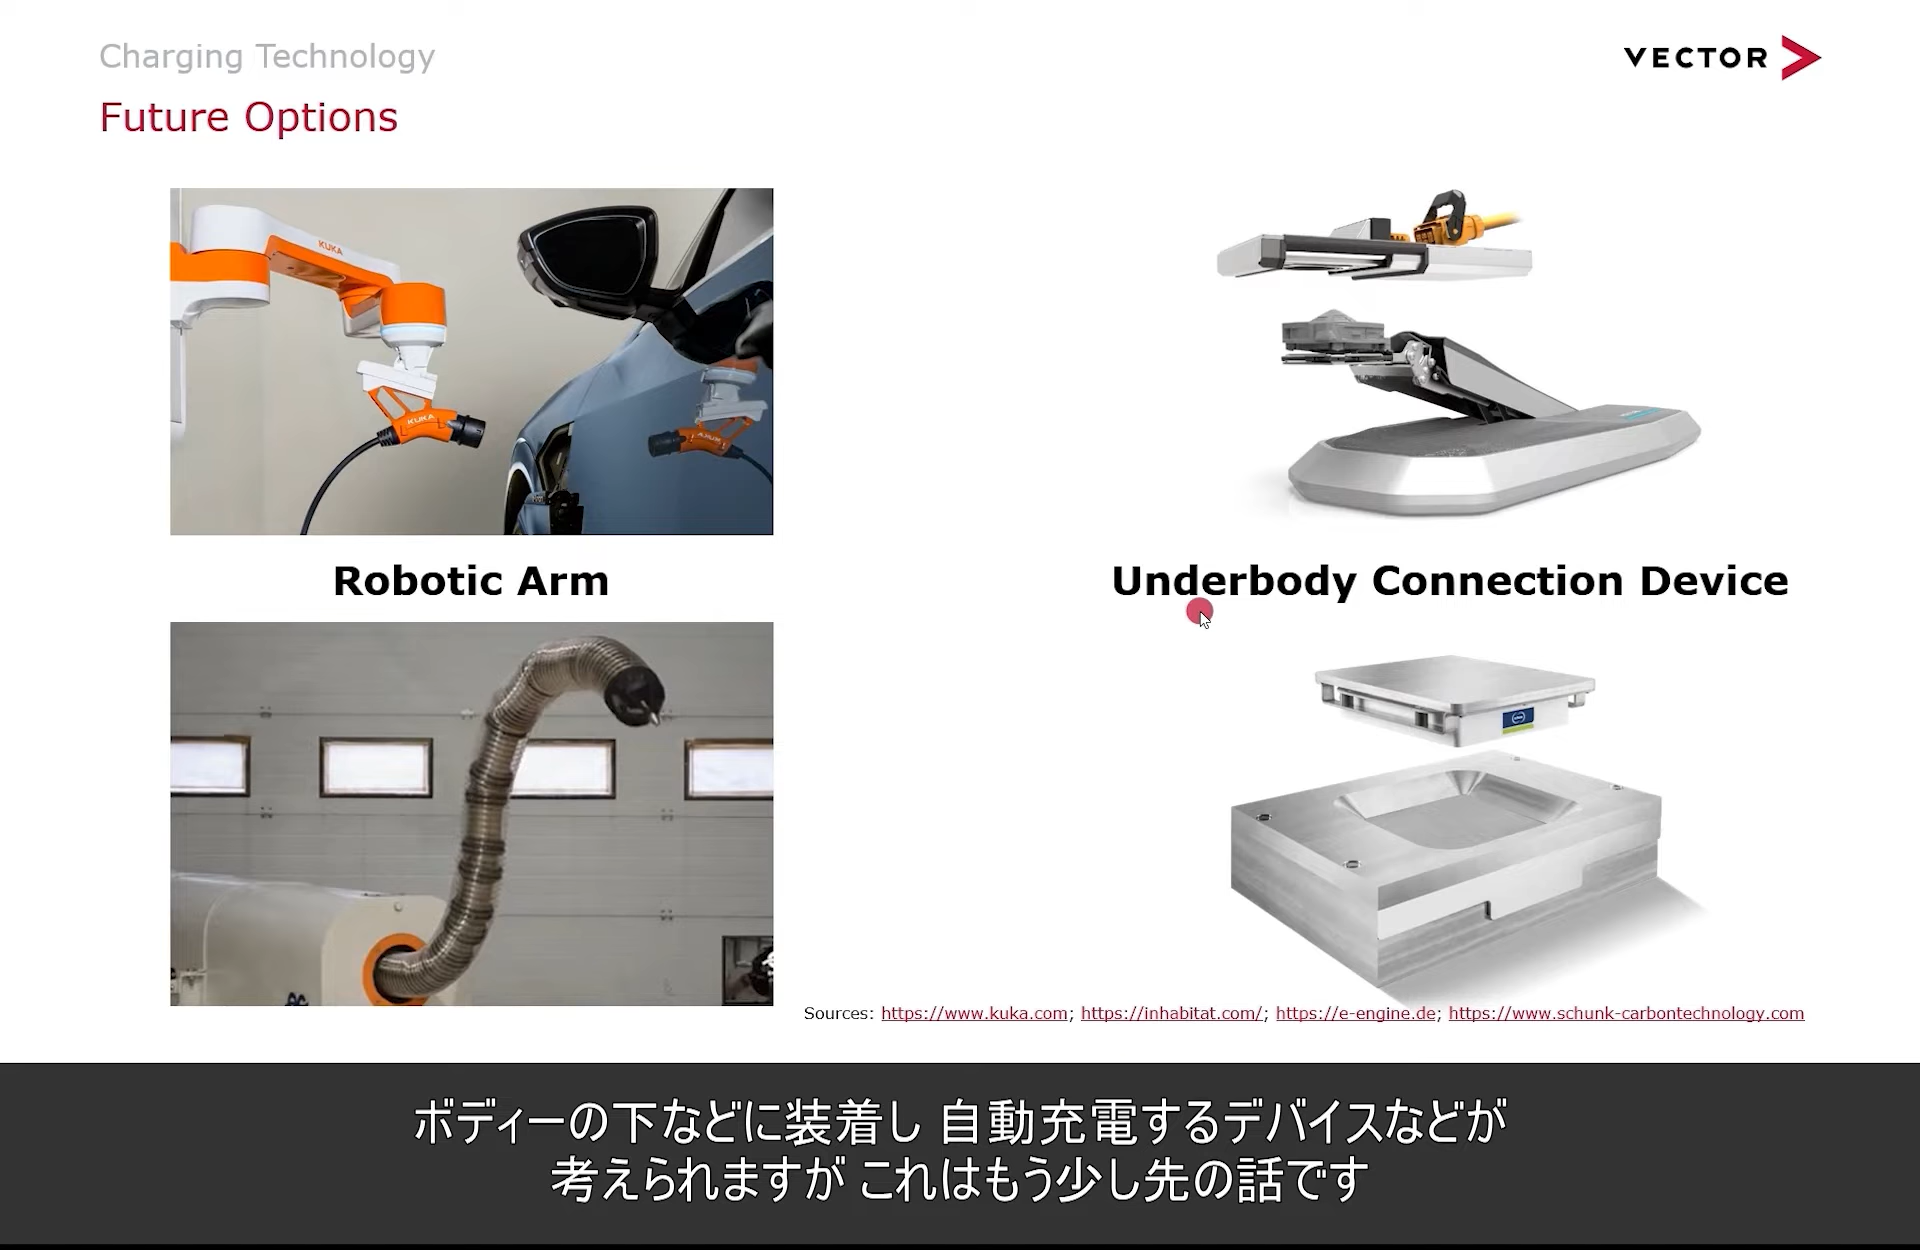 Charging Technology
VECTOR
Future Options
KUKA
KUKA
Robotic Arm
Underbody Connection Device
Sources: https://www.kuka.com; https://inhabitat.com/; https://e-engine.de; https://www.schunk-carbontechnology.com
ボディーの下などに装着し 自動充電するデバイスなどが
考えられますが これはもう少し先の話です